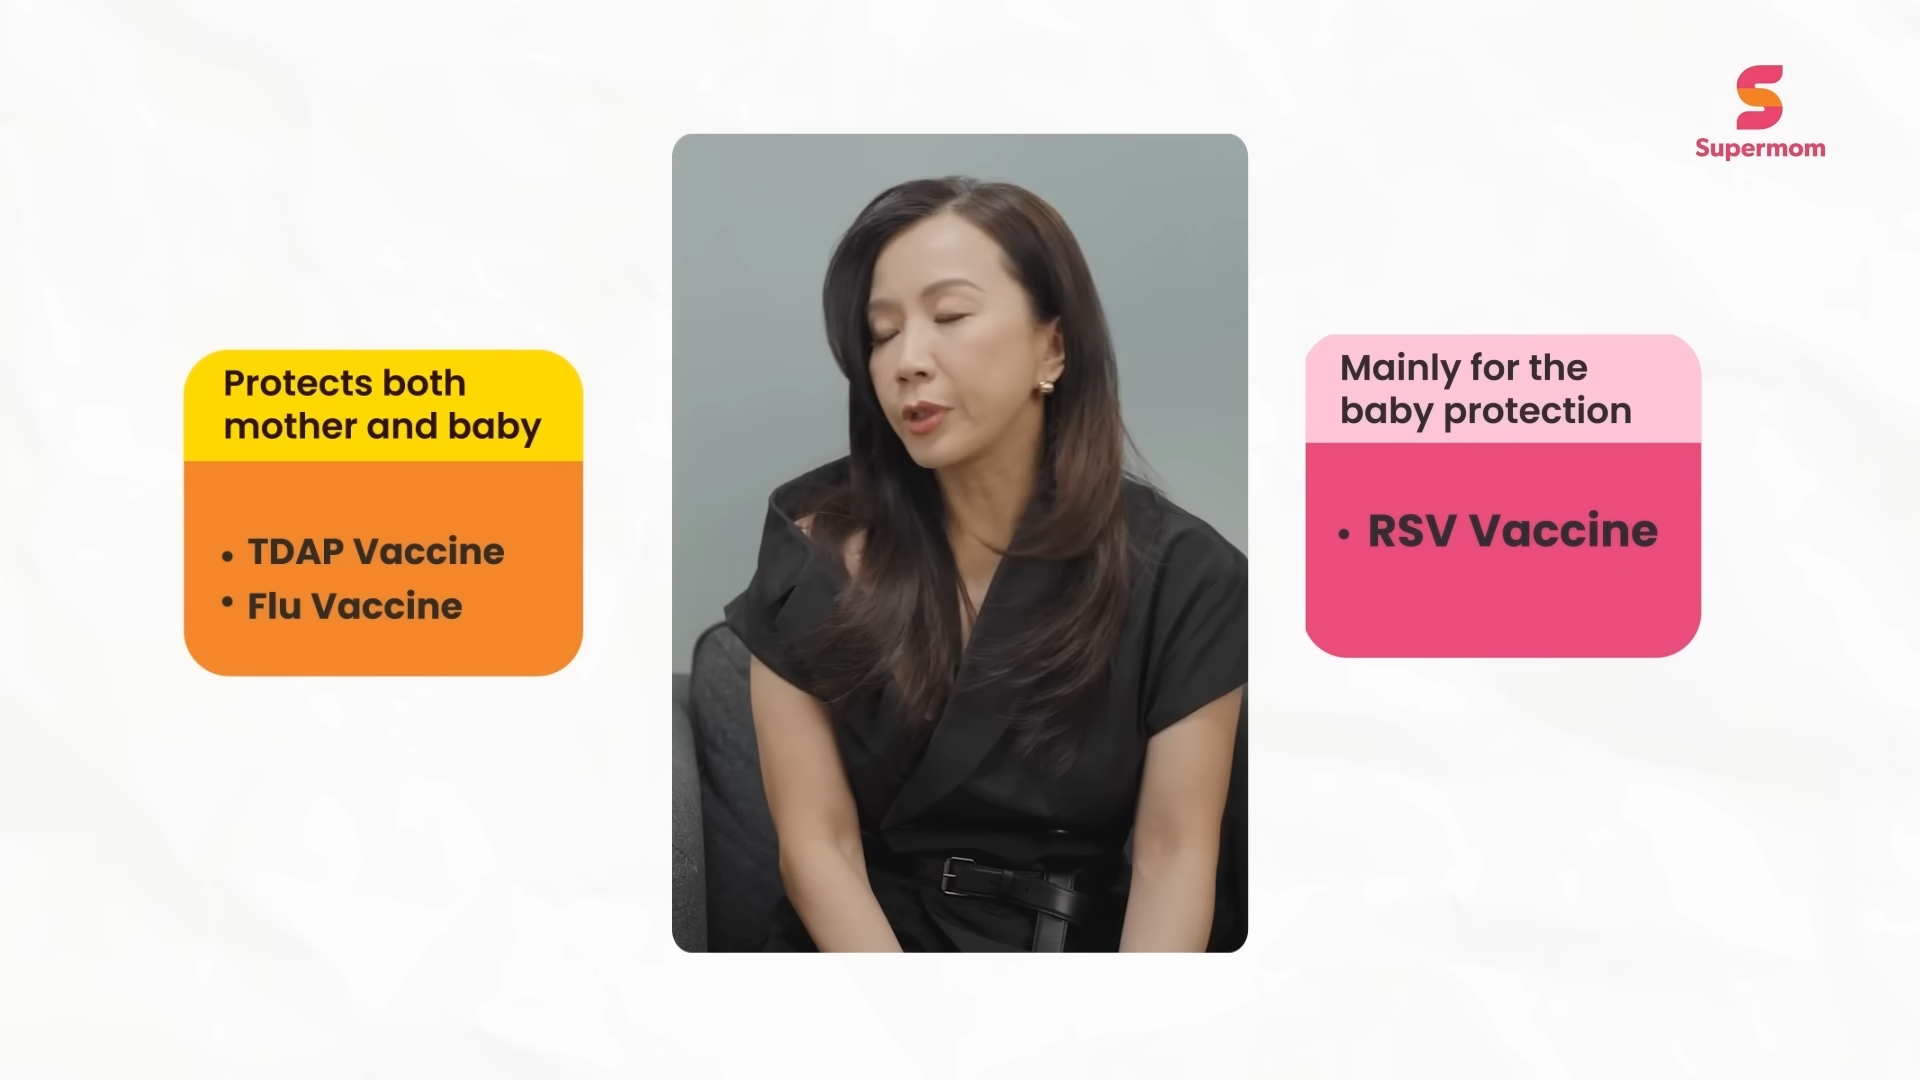 Supermom
Protects both
mother and baby
• TDAP Vaccine
• Flu Vaccine
Mainly for the
baby protection
• RSV Vaccine